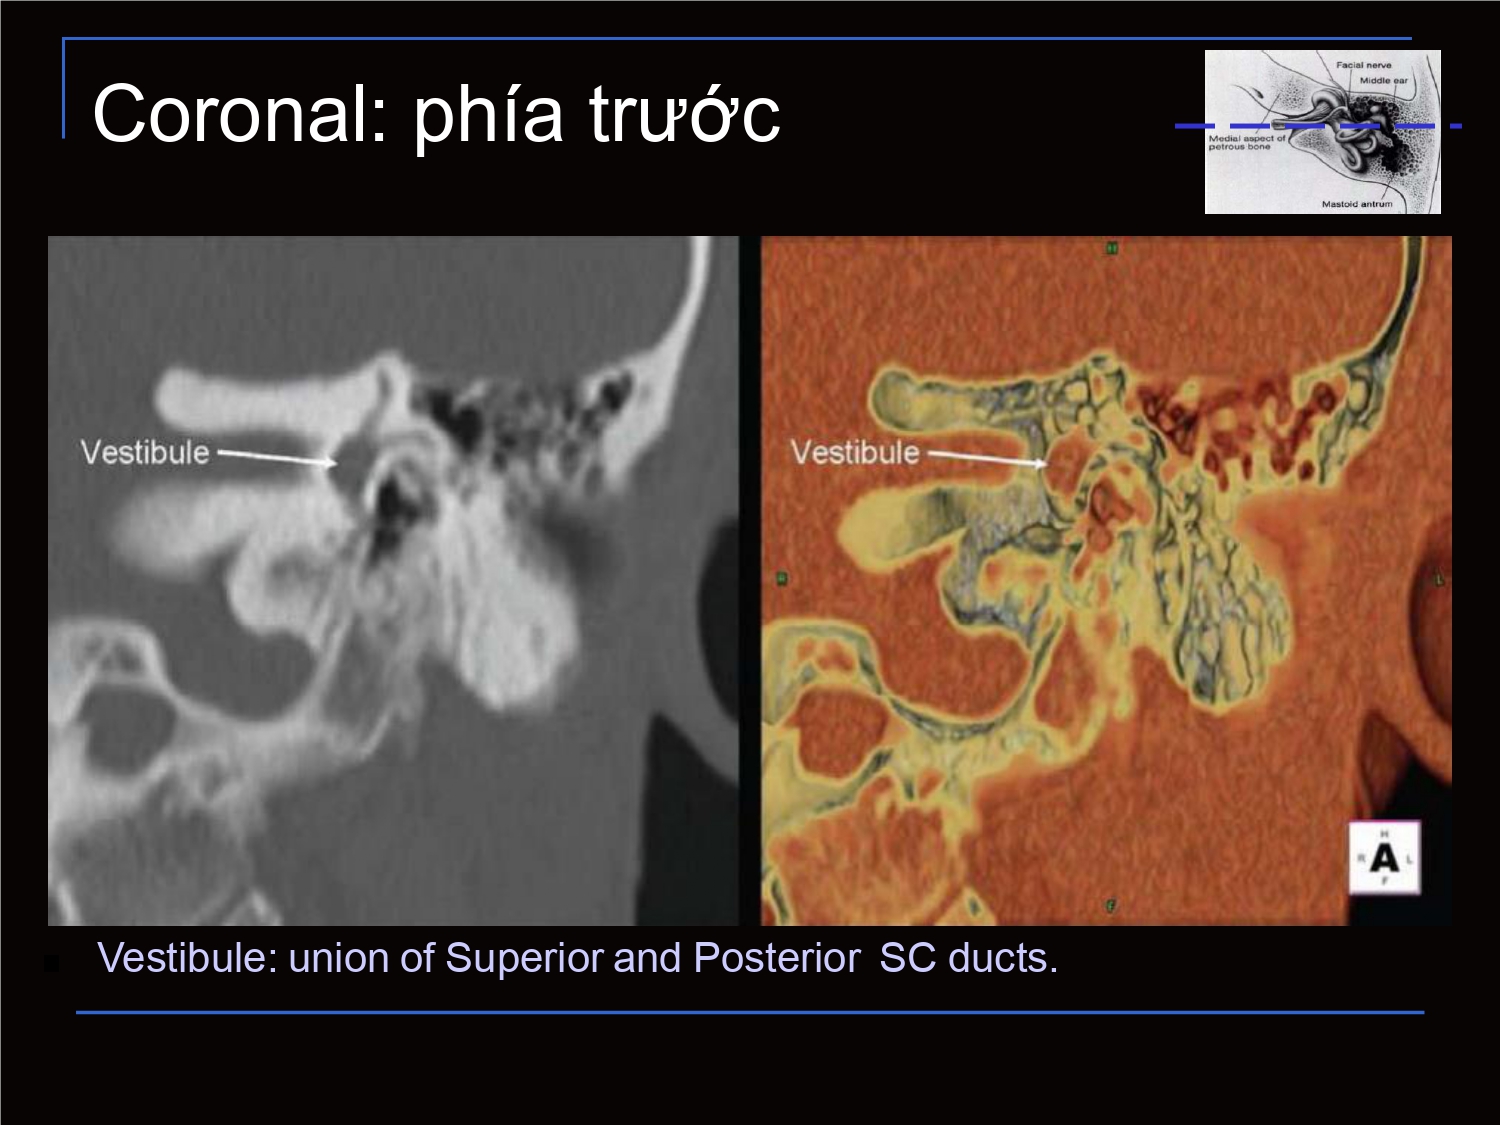 Coronal: phía trước
Facial nerve
Middle ear
Medial aspect of
petrous bone
Mastoid antrum
Vestibule
Vestibule
H
R
L
F
H
R A L
F
Vestibule: union of Superior and Posterior SC ducts.